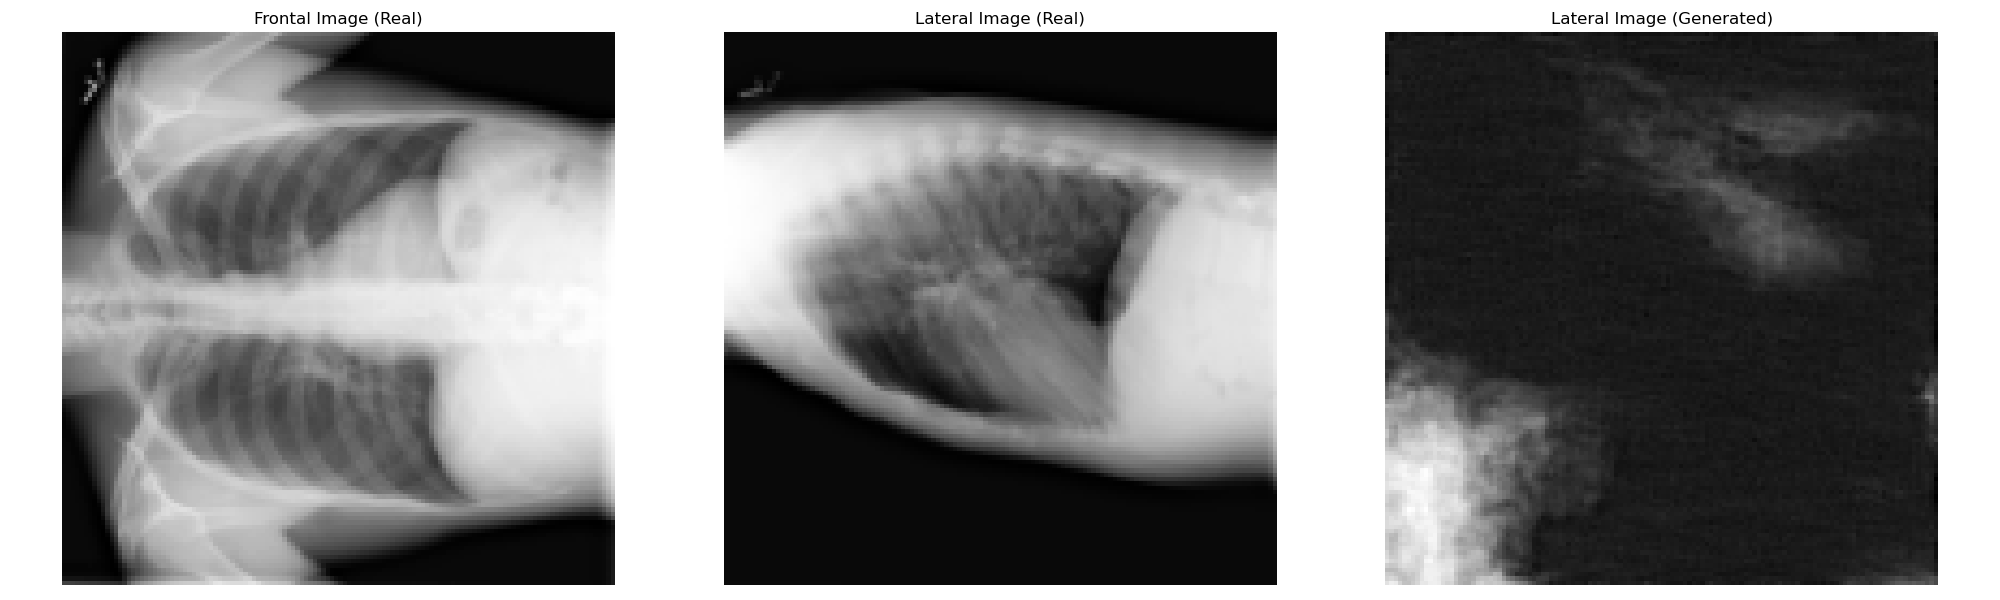 Frontal Image (Real)
Lateral Image (Real)
Lateral Image (Generated)